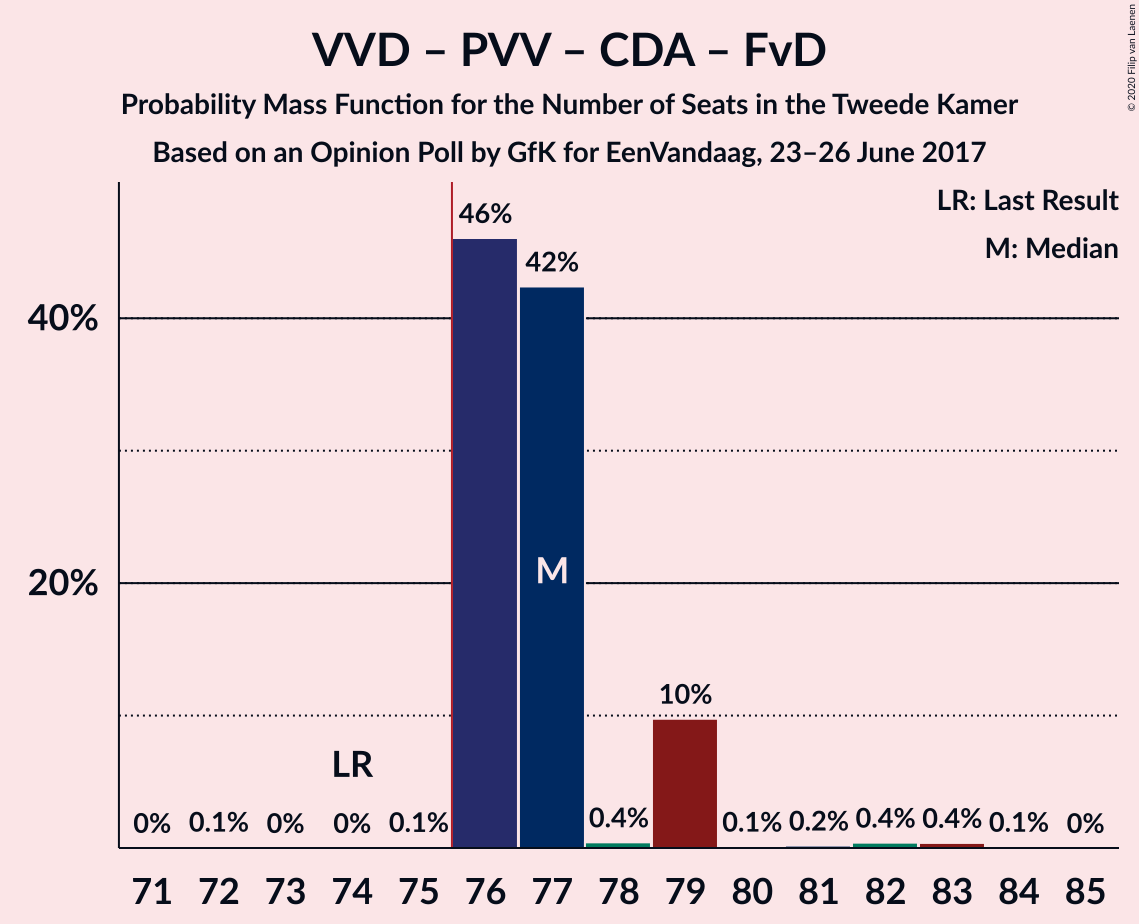 VVD – PVV – CDA – FvD
Probability Mass Function for the Number of Seats in the Tweede Kamer
Based on an Opinion Poll by GfK for EenVandaag, 23–26 June 2017
© 2020 Filip van Laenen
LR: Last Result
M: Median
40%
20%
46%
42%
M
10%
LR
0% 0.1% 0% 0% 0.1% 0.4% 0.1% 0.2% 0.4% 0.4% 0.1% 0%
71 72 73 74 75 76 77 78 79 80 81 82 83 84 85